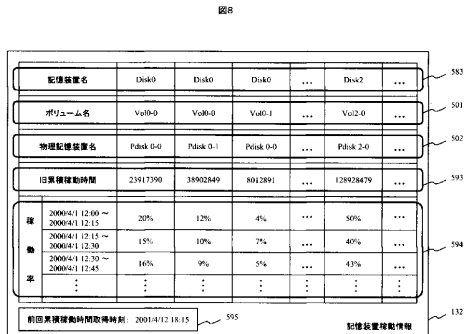 図8
記憶装置名 Disk0 Disk0 Disk0 ... Disk2 ... 583
ボリューム名 Vol0-0 Vol0-0 Vol0-1 ... Vol2-0 ... 501
物理記憶装置名 Pdisk 0-0 Pdisk 0-1 Pdisk 0-0 ... Pdisk 2-0 ... 502
旧累積稼動時間 23917390 38902849 8012891 ... 128928479 ... 593
稼動率
2000/4/1 12:00 ～ 2000/4/1 12:15 20% 12% 4% ... 50% ...
2000/4/1 12:15 ～ 2000/4/1 12:30 15% 10% 7% ... 40% ... 594
2000/4/1 12:30 ～ 2000/4/1 12:45 16% 9% 5% ... 43% ...
前回累積稼働時間取得時刻: 2001/4/12 18:15 595
記憶装置稼動情報 132